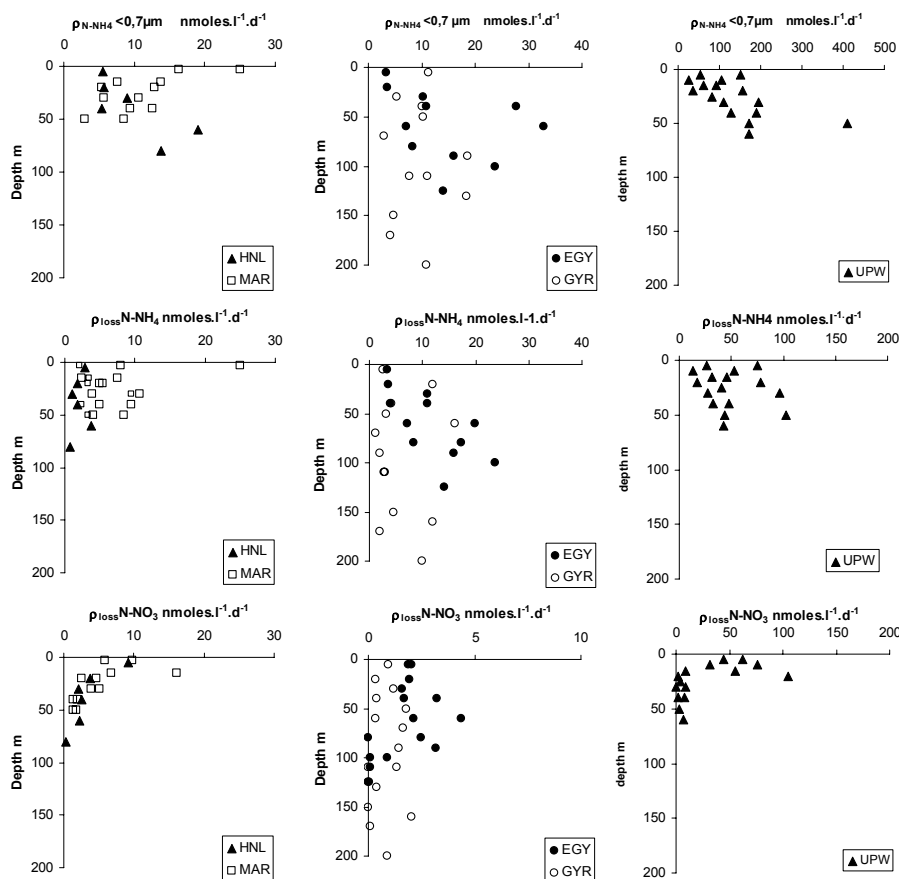 ρN-NH4 <0,7µm nmoles.l⁻¹.d⁻¹
0 10 20 30
0
50
100
150
200
Depth m
HNL
MAR
ρN-NH4 <0,7 µm nmoles.l⁻¹.d⁻¹
0 10 20 30 40
0
50
100
150
200
Depth m
EGY
GYR
ρN-NH4 <0,7µm nmoles.l⁻¹.d⁻¹
0 100 200 300 400 500
0
50
100
150
200
depth m
UPW
ρlossN-NH₄ nmoles.l⁻¹.d⁻¹
0 10 20 30
0
50
100
150
200
Depth m
HNL
MAR
ρlossN-NH₄ nmoles.l-1.d⁻¹
0 10 20 30 40
0
50
100
150
200
Depth m
EGY
GYR
ρlossN-NH4 nmoles.l⁻¹·d⁻¹
0 50 100 150 200
0
50
100
150
200
depth m
UPW
ρlossN-NO₃ nmoles.l⁻¹.d⁻¹
0 10 20 30
0
50
100
150
200
Depth m
HNL
MAR
ρlossN-NO₃ nmoles.l⁻¹.d⁻¹
0 5 10
0
50
100
150
200
Depth m
EGY
GYR
ρlossN-NO₃ nmoles.l⁻¹.d⁻¹
0 50 100 150 200
0
50
100
150
200
depth m
UPW